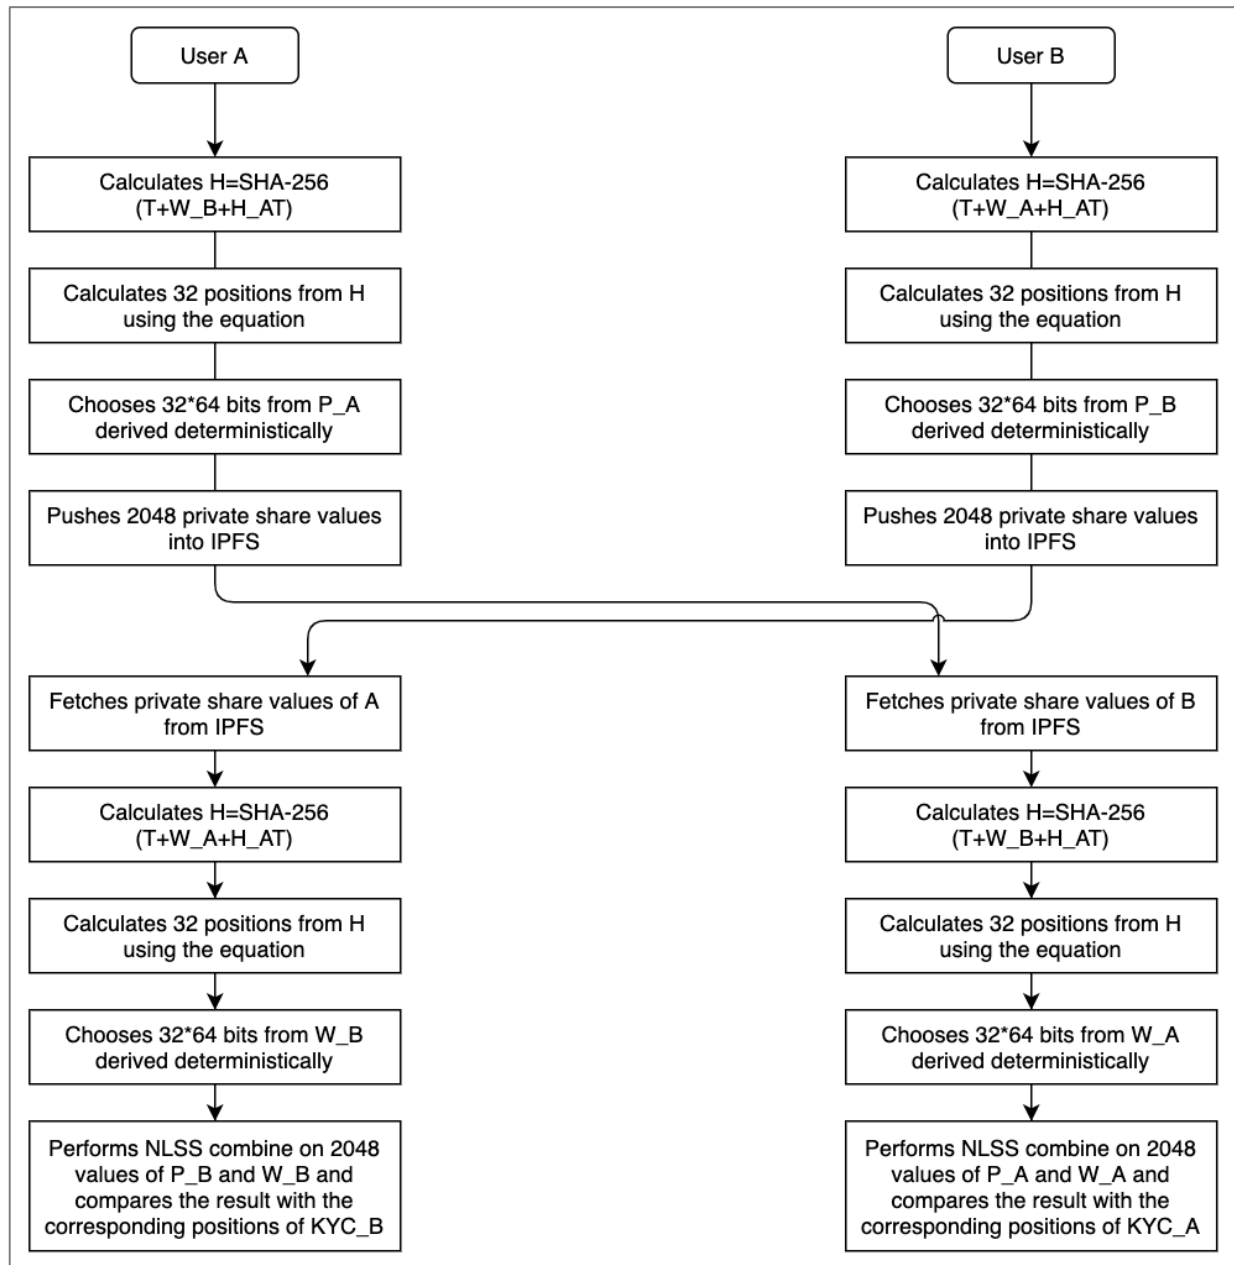 User A
Calculates H=SHA-256
(T+W_B+H_AT)
Calculates 32 positions from H
using the equation
Chooses 32*64 bits from P_A
derived deterministically
Pushes 2048 private share values
into IPFS
User B
Calculates H=SHA-256
(T+W_A+H_AT)
Calculates 32 positions from H
using the equation
Chooses 32*64 bits from P_B
derived deterministically
Pushes 2048 private share values
into IPFS
Fetches private share values of A
from IPFS
Calculates H=SHA-256
(T+W_A+H_AT)
Calculates 32 positions from H
using the equation
Chooses 32*64 bits from W_B
derived deterministically
Performs NLSS combine on 2048
values of P_B and W_B and
compares the result with the
corresponding positions of KYC_B
Fetches private share values of B
from IPFS
Calculates H=SHA-256
(T+W_B+H_AT)
Calculates 32 positions from H
using the equation
Chooses 32*64 bits from W_A
derived deterministically
Performs NLSS combine on 2048
values of P_A and W_A and
compares the result with the
corresponding positions of KYC_A